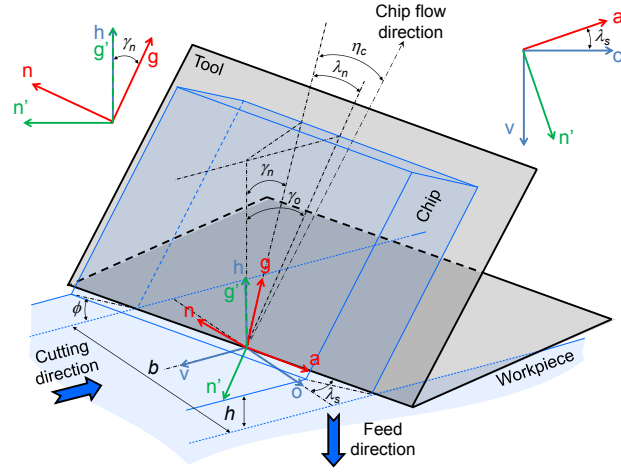 Chip flow
direction
h
g'
γn
g
n
n'
ηc
λn
a
λs
o
v
n'
Tool
Chip
γn
γo
h
g'
g
n
a
v
o
n'
λs
ϕ
b
h
Cutting
direction
Workpiece
Feed
direction